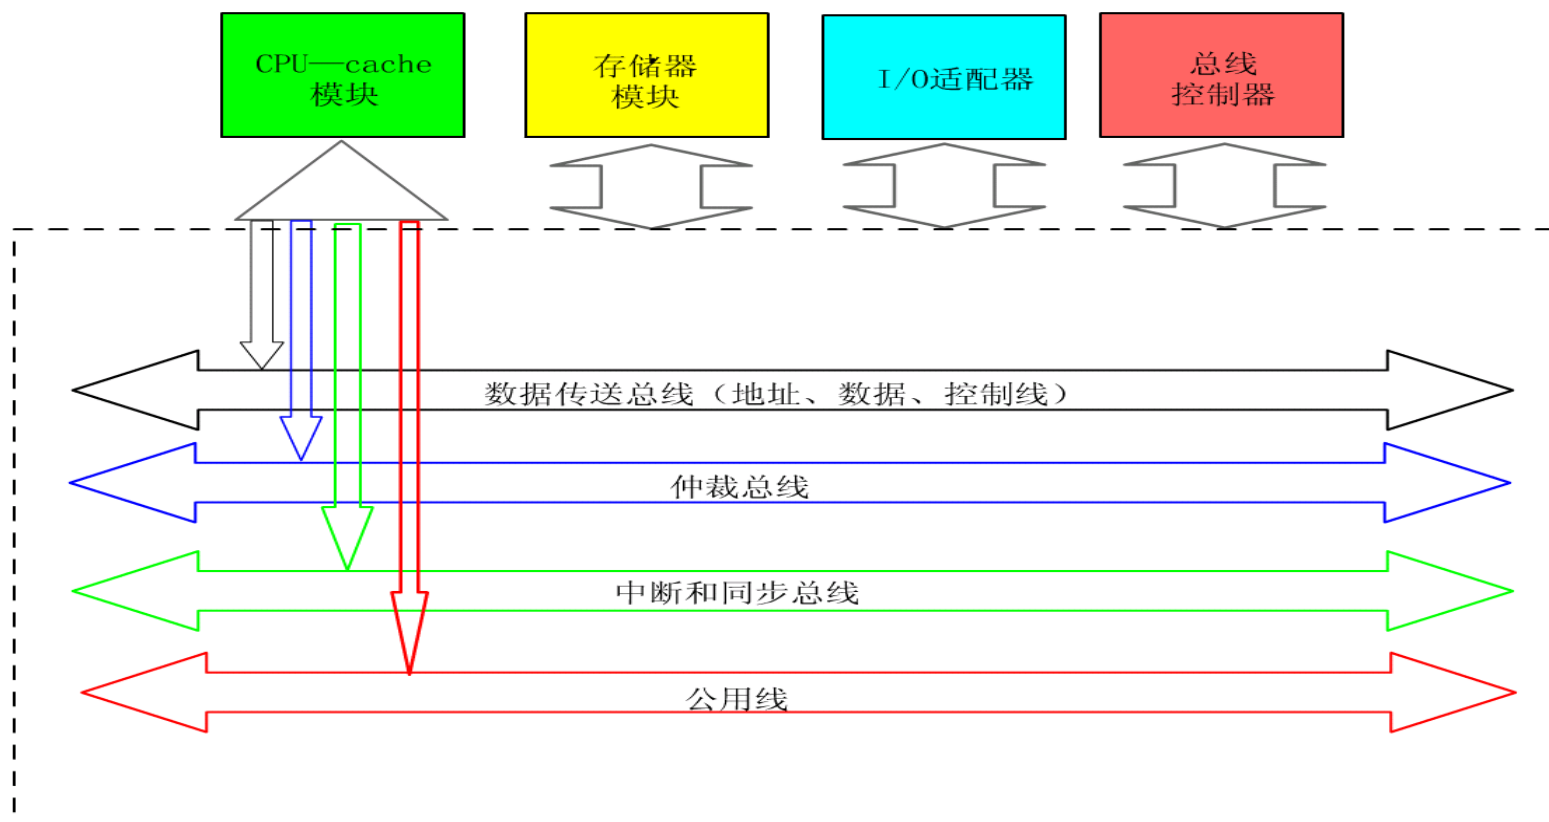 CPU—cache
模块
存储器
模块
I/O适配器
总线
控制器
数据传送总线（地址、数据、控制线）
仲裁总线
中断和同步总线
公用线